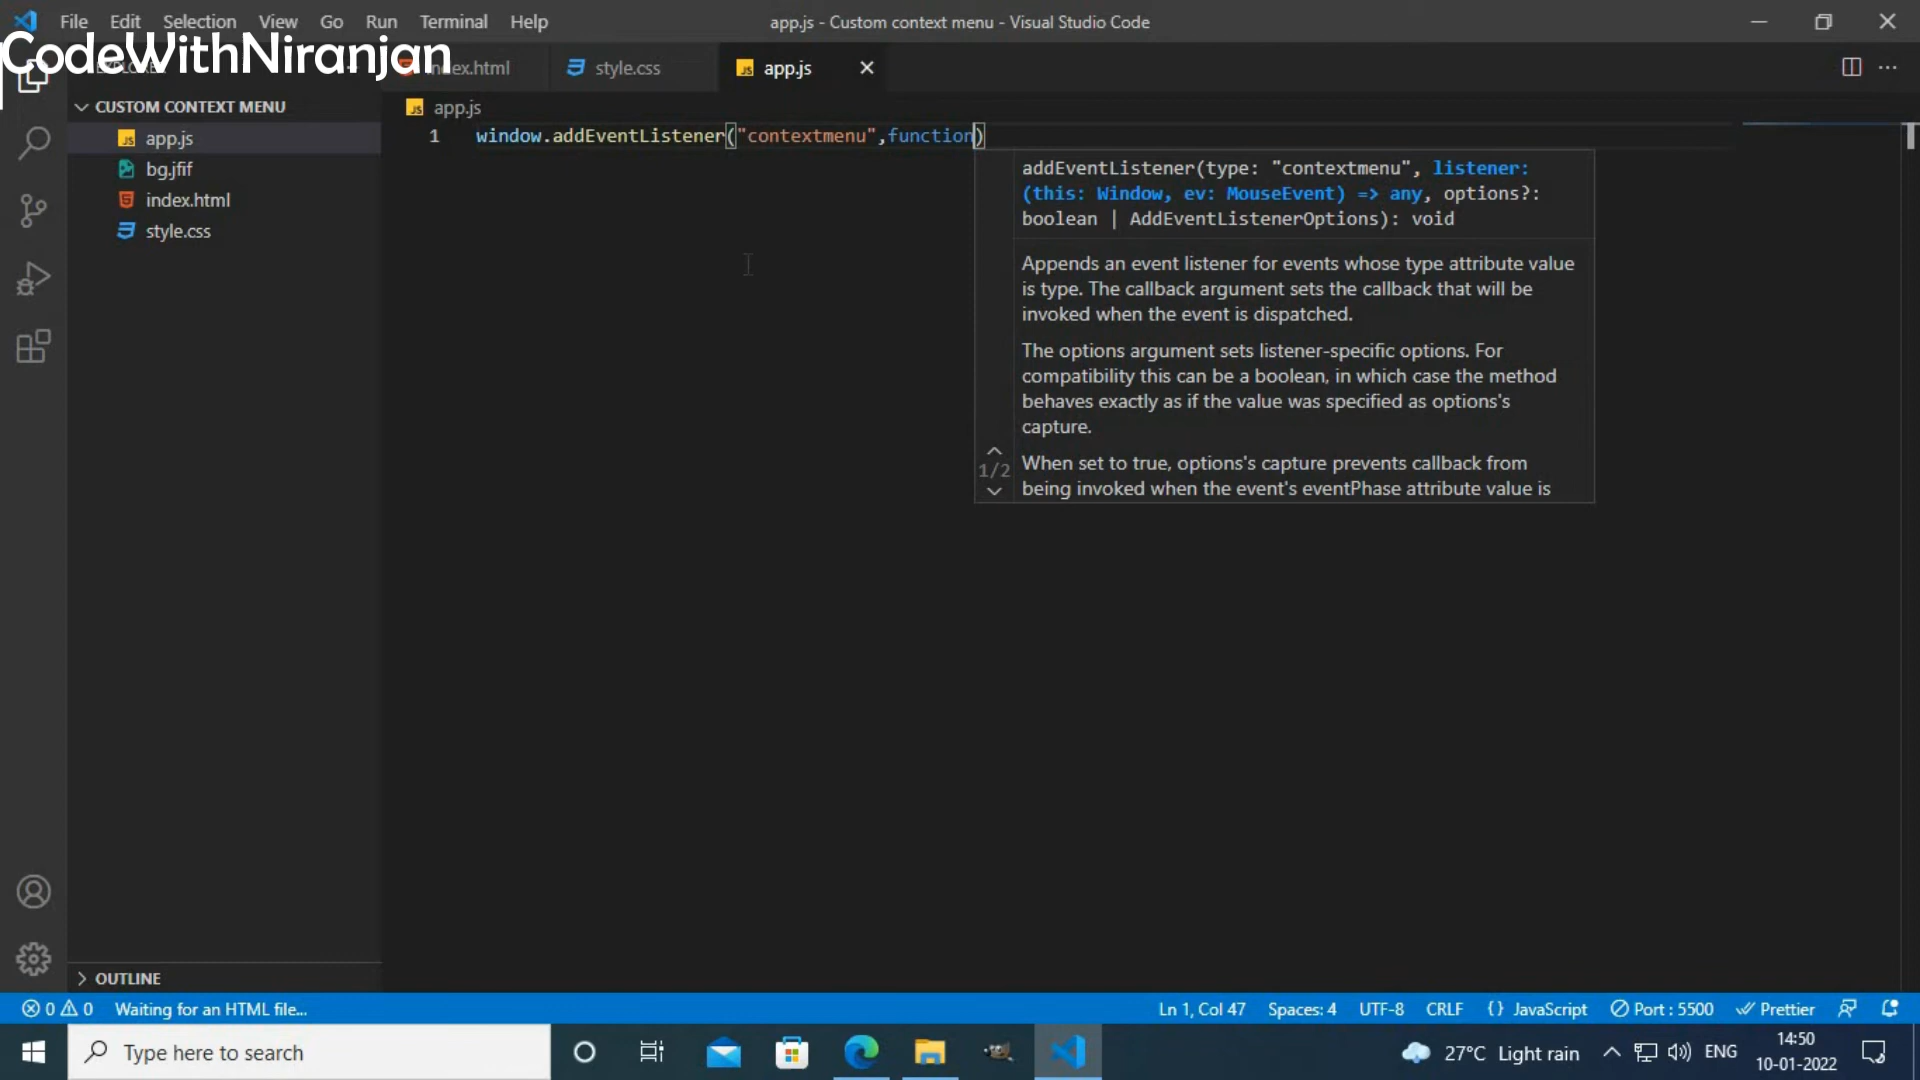 File Edit Selection View Go Run Terminal Help app.js - Custom context menu - Visual Studio Code
CodeWithNiranjan
index.html style.css JS app.js
CUSTOM CONTEXT MENU JS app.js
JS app.js 1 window.addEventListener("contextmenu",function)
bg.jfif
index.html
style.css
addEventListener(type: "contextmenu", listener:
(this: Window, ev: MouseEvent) => any, options?:
boolean | AddEventListenerOptions): void
Appends an event listener for events whose type attribute value
is type. The callback argument sets the callback that will be
invoked when the event is dispatched.
The options argument sets listener-specific options. For
compatibility this can be a boolean, in which case the method
behaves exactly as if the value was specified as options's
capture.
1/2
When set to true, options's capture prevents callback from
being invoked when the event's eventPhase attribute value is
OUTLINE
0 0 Waiting for an HTML file... Ln 1, Col 47 Spaces: 4 UTF-8 CRLF {} JavaScript Port : 5500 Prettier
Type here to search 27°C Light rain ENG 14:50
10-01-2022